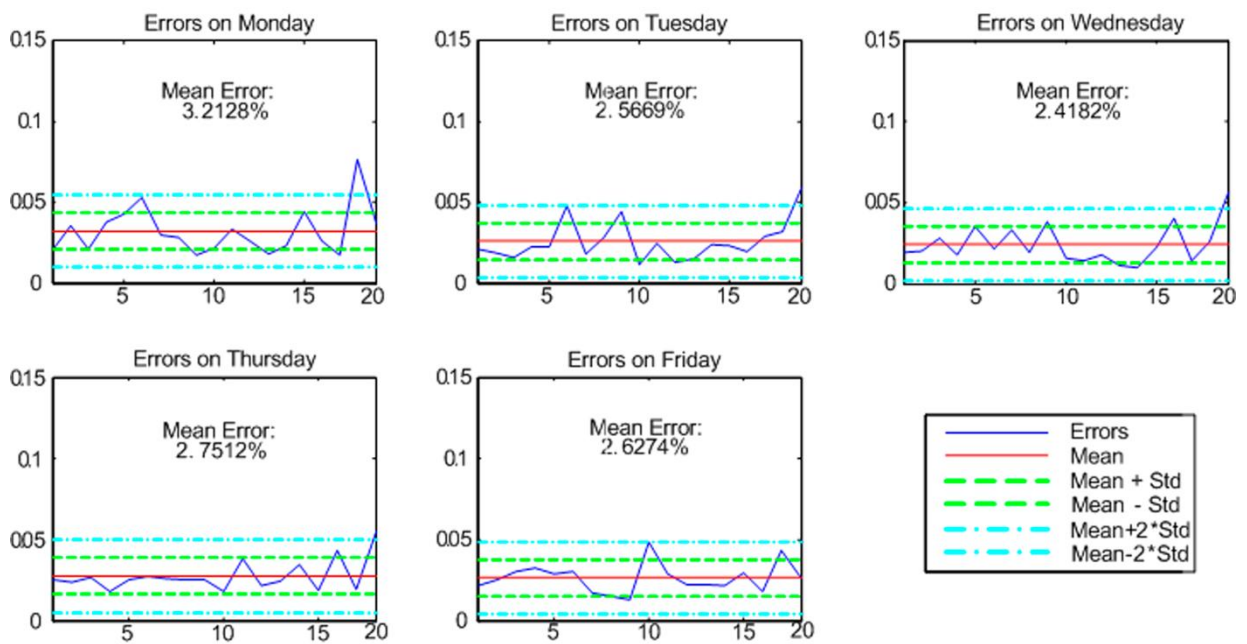 Errors on Monday
0.15
0.1
0.05
0
5
10
15
20
Mean Error:
3.2128%
Errors on Tuesday
0.15
0.1
0.05
0
5
10
15
20
Mean Error:
2.5669%
Errors on Wednesday
0.15
0.1
0.05
0
5
10
15
20
Mean Error:
2.4182%
Errors on Thursday
0.15
0.1
0.05
0
5
10
15
20
Mean Error:
2.7512%
Errors on Friday
0.15
0.1
0.05
0
5
10
15
20
Mean Error:
2.6274%
Errors
Mean
Mean + Std
Mean - Std
Mean+2*Std
Mean-2*Std